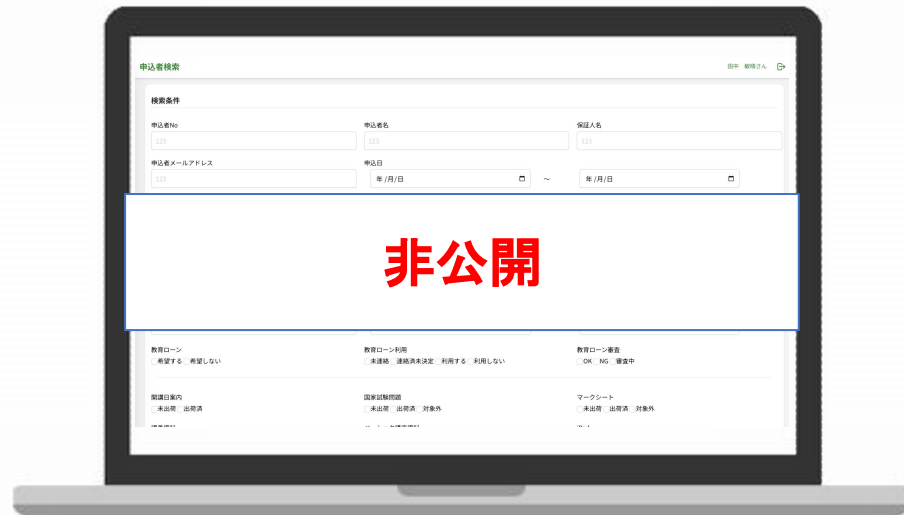 申込者検索
田中 敏晴さん
検索条件
申込者No 申込者名 保証人名
123 123 123
申込者メールアドレス 申込日
123 年 /月/日 ~ 年 /月/日
非公開
教育ローン 教育ローン利用 教育ローン審査
希望する 希望しない 未連絡 連絡済未決定 利用する 利用しない OK NG 審査中
開講日案内 国家試験問題 マークシート
未出荷 出荷済 未出荷 出荷済 対象外 未出荷 出荷済 対象外